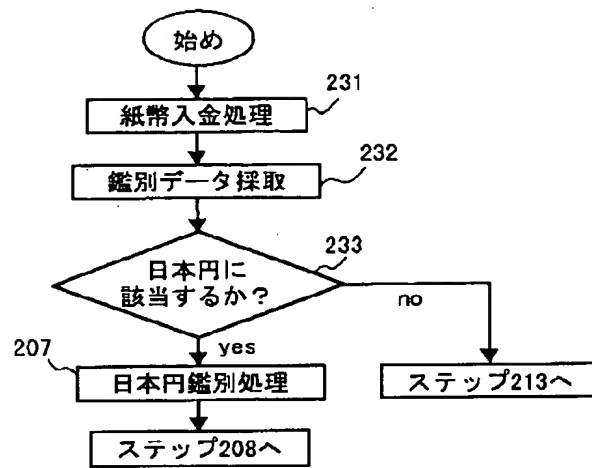 始め
紙幣入金処理
231
鑑別データ採取
232
日本円に
該当するか？
233
no
yes
207
日本円鑑別処理
ステップ213へ
ステップ208へ